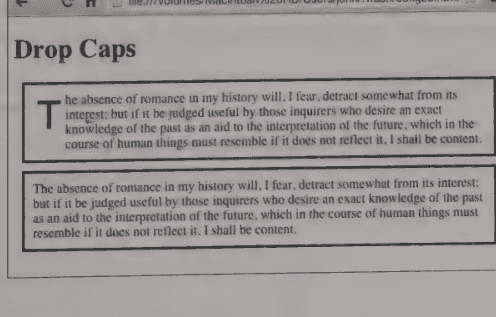 Drop Caps
The absence of romance in my history will, I fear, detract somewhat from its
interest; but if it be judged useful by those inquirers who desire an exact
knowledge of the past as an aid to the interpretation of the future, which in the
course of human things must resemble if it does not reflect it, I shall be content.
The absence of romance in my history will, I fear, detract somewhat from its interest;
but if it be judged useful by those inquirers who desire an exact knowledge of the past
as an aid to the interpretation of the future, which in the course of human things must
resemble if it does not reflect it, I shall be content.